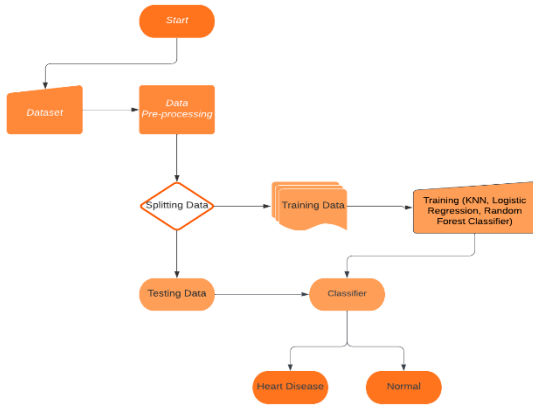 Start
Dataset
Data
Pre-processing
Splitting Data
Training Data
Training (KNN, Logistic
Regression, Random
Forest Classifier)
Testing Data
Classifier
Heart Disease
Normal